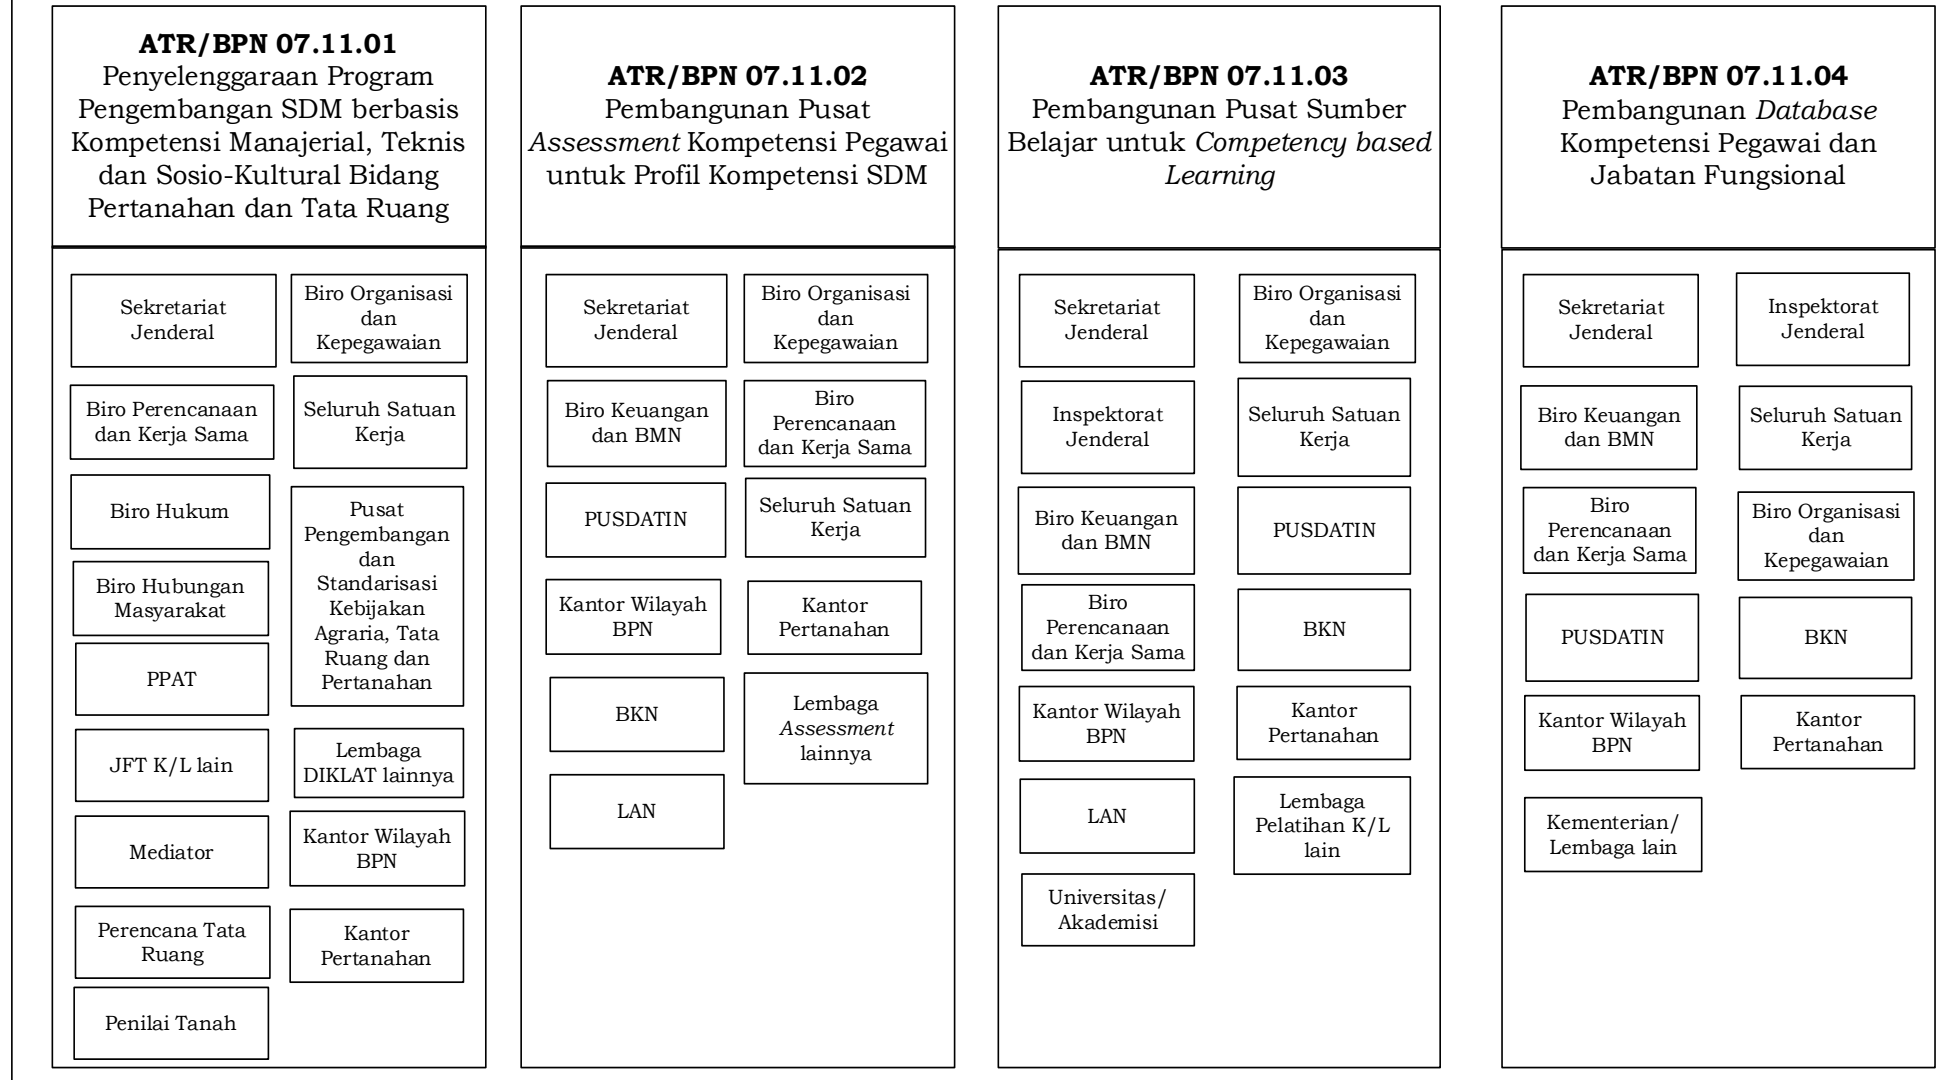 ATR/BPN 07.11.01
Penyelenggaraan Program
Pengembangan SDM berbasis
Kompetensi Manajerial, Teknis
dan Sosio-Kultural Bidang
Pertanahan dan Tata Ruang
Sekretariat
Jenderal
Biro Organisasi
dan
Kepegawaian
Biro Perencanaan
dan Kerja Sama
Seluruh Satuan
Kerja
Biro Hukum
Pusat
Pengembangan
dan
Standarisasi
Kebijakan
Agraria, Tata
Ruang dan
Pertanahan
Biro Hubungan
Masyarakat
PPAT
JFT K/L lain
Lembaga
DIKLAT lainnya
Mediator
Kantor Wilayah
BPN
Perencana Tata
Ruang
Kantor
Pertanahan
Penilai Tanah
ATR/BPN 07.11.02
Pembangunan Pusat
Assessment Kompetensi Pegawai
untuk Profil Kompetensi SDM
Sekretariat
Jenderal
Biro Organisasi
dan
Kepegawaian
Biro Keuangan
dan BMN
Biro
Perencanaan
dan Kerja Sama
PUSDATIN
Seluruh Satuan
Kerja
Kantor Wilayah
BPN
Kantor
Pertanahan
BKN
Lembaga
Assessment
lainnya
LAN
ATR/BPN 07.11.03
Pembangunan Pusat Sumber
Belajar untuk Competency based
Learning
Sekretariat
Jenderal
Biro Organisasi
dan
Kepegawaian
Inspektorat
Jenderal
Seluruh Satuan
Kerja
Biro Keuangan
dan BMN
PUSDATIN
Biro
Perencanaan
dan Kerja Sama
BKN
Kantor Wilayah
BPN
Kantor
Pertanahan
LAN
Lembaga
Pelatihan K/L
lain
Universitas/
Akademisi
ATR/BPN 07.11.04
Pembangunan Database
Kompetensi Pegawai dan
Jabatan Fungsional
Sekretariat
Jenderal
Inspektorat
Jenderal
Biro Keuangan
dan BMN
Seluruh Satuan
Kerja
Biro
Perencanaan
dan Kerja Sama
Biro Organisasi
dan
Kepegawaian
PUSDATIN
BKN
Kantor Wilayah
BPN
Kantor
Pertanahan
Kementerian/
Lembaga lain